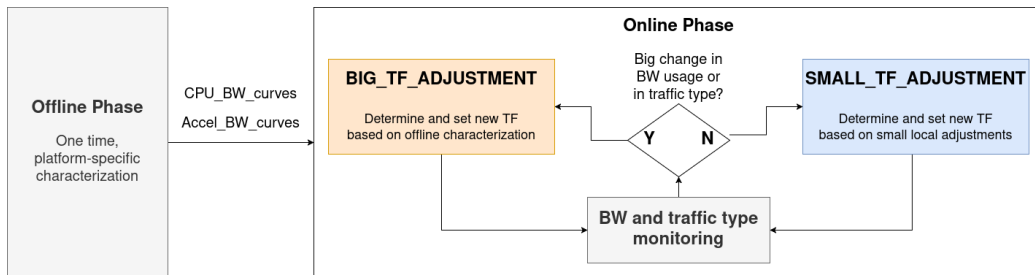 Offline Phase
One time,
platform-specific
characterization
CPU_BW_curves
Accel_BW_curves
Online Phase
BIG_TF_ADJUSTMENT
Determine and set new TF
based on offline characterization
Big change in
BW usage or
in traffic type?
Y
N
SMALL_TF_ADJUSTMENT
Determine and set new TF
based on small local adjustments
BW and traffic type
monitoring